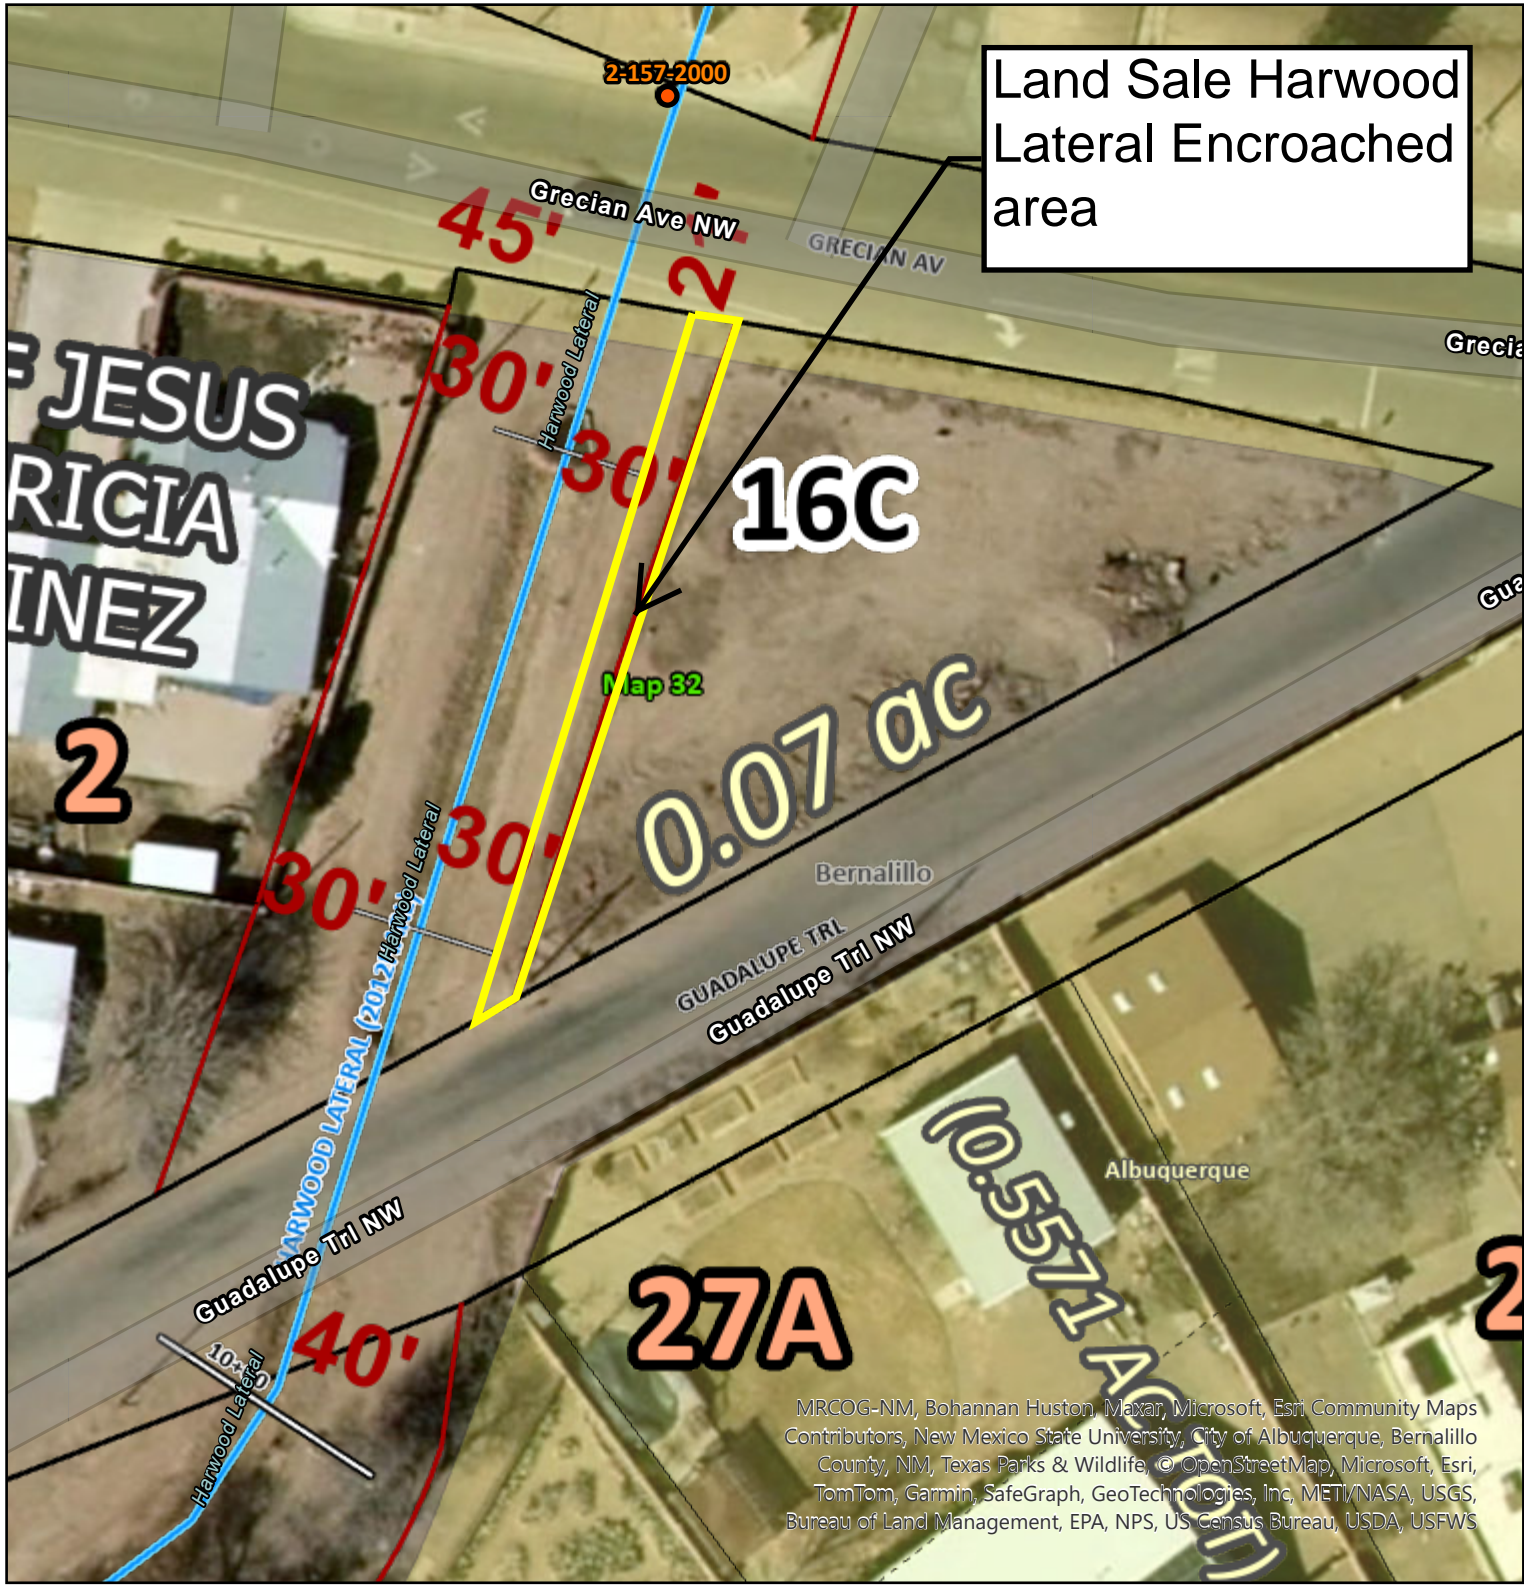 2-157-2000
Land Sale Harwood
Lateral Encroached
area
Grecian Ave NW
45'
GRECIAN AV
Grecia
Harwood Lateral
30'
30'
JESUS
RICIA
INEZ
16C
Gua
Map 32
2
0.07 ac
Harwood Lateral
30'
30'
Bernalillo
GUADALUPE TRL
Guadalupe Trl NW
HARWOOD LATERAL (2012
Guadalupe Trl NW
Albuquerque
(0.5571 AC
27A
2
40'
Harwood Lateral
MRCOG-NM, Bohannan Huston, Maxar, Microsoft, Esri Community Maps
Contributors, New Mexico State University, City of Albuquerque, Bernalillo
County, NM, Texas Parks & Wildlife, © OpenStreetMap, Microsoft, Esri,
TomTom, Garmin, SafeGraph, GeoTechnologies, Inc, METI/NASA, USGS,
Bureau of Land Management, EPA, NPS, US Census Bureau, USDA, USFWS